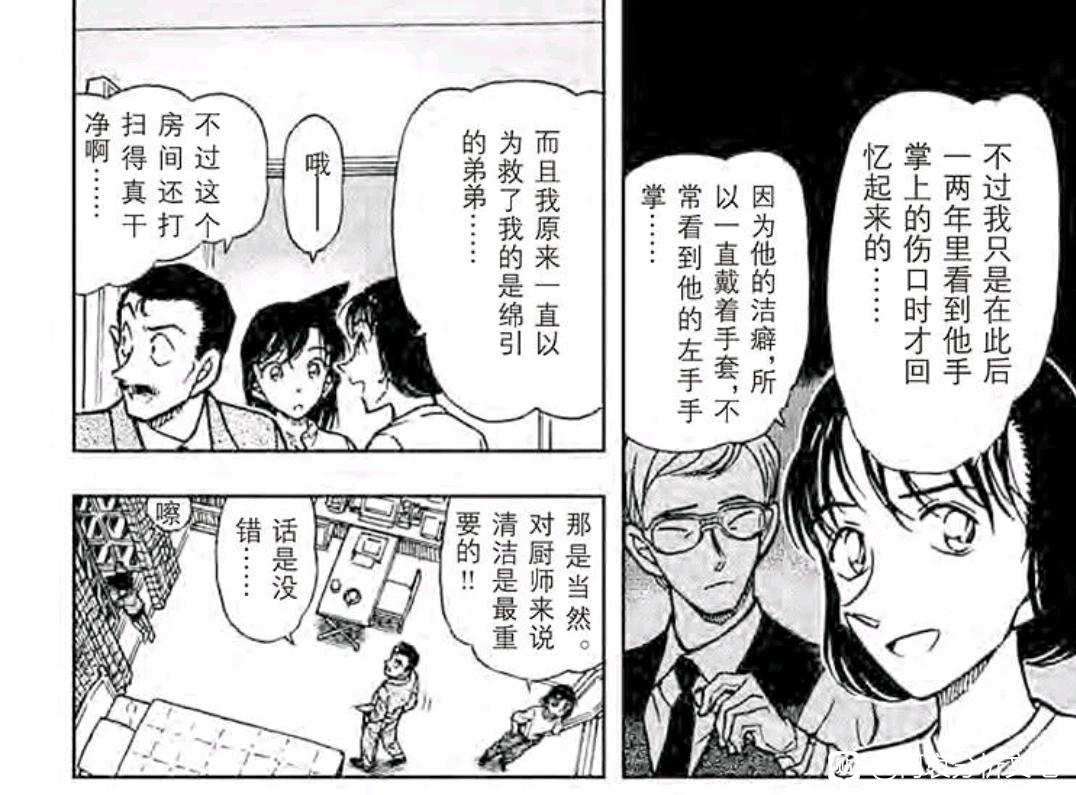 不过我只是在此后
一两年里看到他手
掌上的伤口时才回
忆起来的……
因为他的洁癖，所
以一直戴着手套，不
常看到他的左手手
掌……
而且我原来一直以
为救了我的是绵引
的弟弟……
哦——
不过这个
房间还打
扫得真干
净啊……
那是当然。
对厨师来说
清洁是最重
要的!!
话是没
错……
嚓